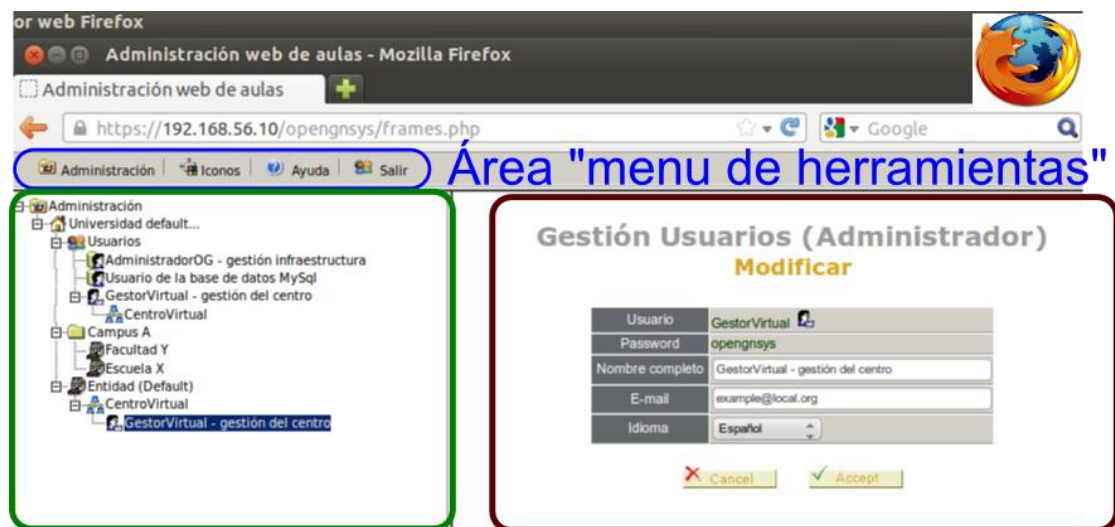 or web Firefox
Administración web de aulas - Mozilla Firefox
Administración web de aulas
https://192.168.56.10/opengnsys/frames.php
Google
Administración Iconos Ayuda Salir
Área "menu de herramientas"
Administración
Universidad default...
Usuarios
AdministradorOG - gestión infraestructura
Usuario de la base de datos MySql
GestorVirtual - gestión del centro
CentroVirtual
Campus A
Facultad Y
Escuela X
Entidad (Default)
CentroVirtual
GestorVirtual - gestión del centro
Gestión Usuarios (Administrador)
Modificar
Usuario GestorVirtual
Password opengnsys
Nombre completo GestorVirtual - gestión del centro
E-mail example@local.org
Idioma Español
Cancel Accept